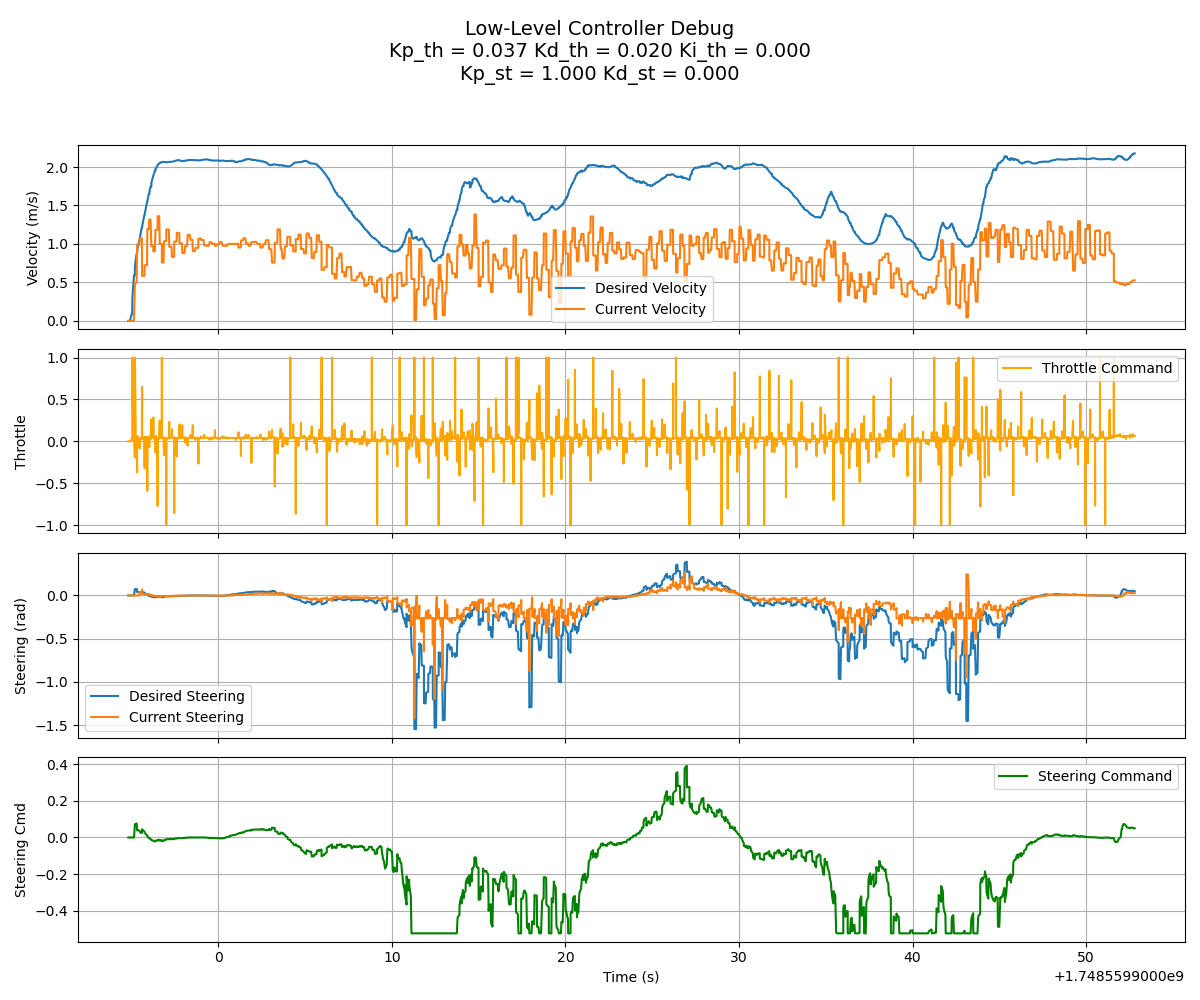 Low-Level Controller Debug
Kp_th = 0.037 Kd_th = 0.020 Ki_th = 0.000
Kp_st = 1.000 Kd_st = 0.000
Velocity (m/s)
2.0
1.5
1.0
0.5
0.0
Desired Velocity
Current Velocity
Throttle
1.0
0.5
0.0
−0.5
−1.0
Throttle Command
Steering (rad)
0.0
−0.5
−1.0
−1.5
Desired Steering
Current Steering
Steering Cmd
0.4
0.2
0.0
−0.2
−0.4
Steering Command
0 10 20 30 40 50
Time (s)
+1.7485599000e9